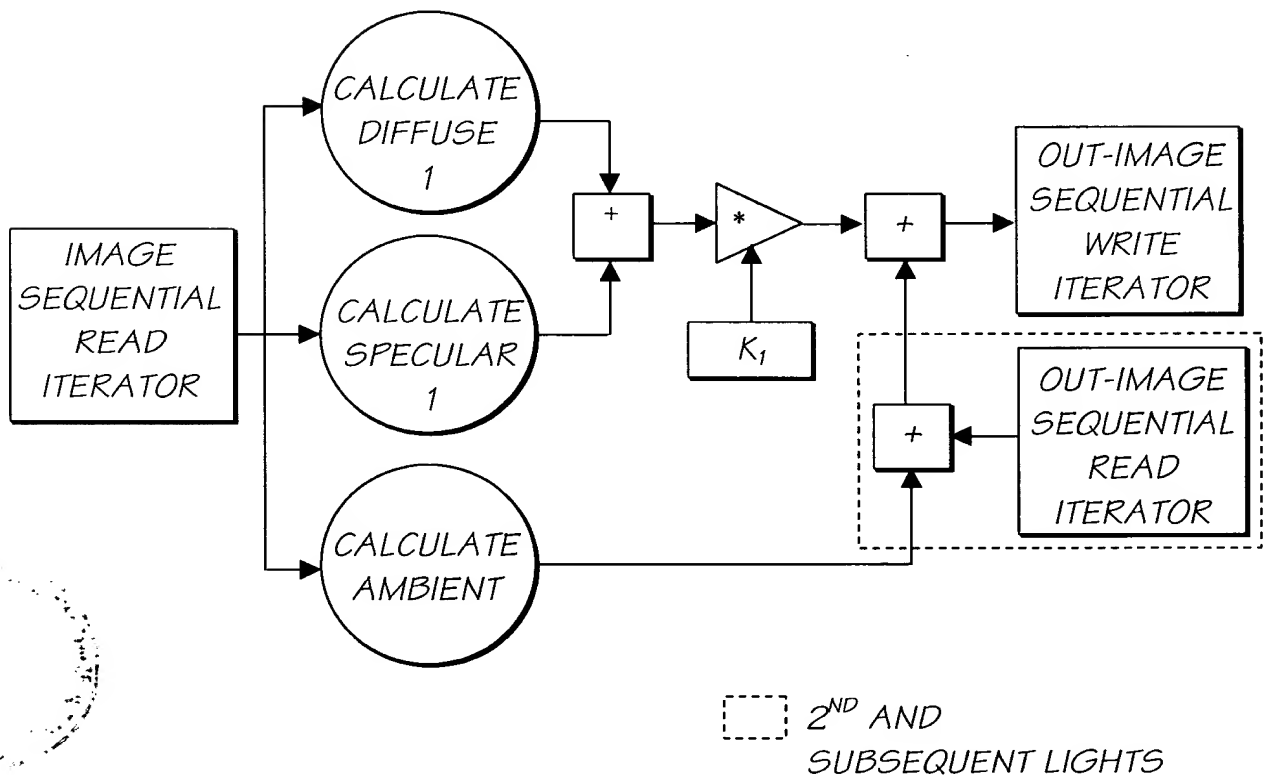 IMAGE
SEQUENTIAL
READ
ITERATOR
CALCULATE
DIFFUSE
1
CALCULATE
SPECULAR
1
CALCULATE
AMBIENT
+
*
K₁
+
OUT-IMAGE
SEQUENTIAL
WRITE
ITERATOR
+
OUT-IMAGE
SEQUENTIAL
READ
ITERATOR
2ᴺᴰ AND
SUBSEQUENT LIGHTS